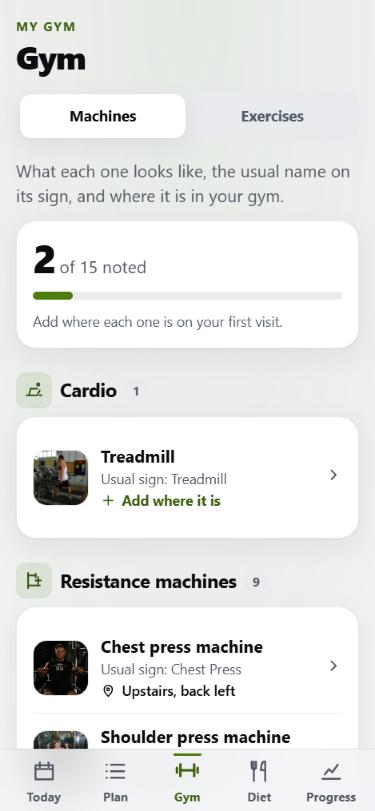 MY GYM
Gym
Machines
Exercises
What each one looks like, the usual name on
its sign, and where it is in your gym.
2 of 15 noted
Add where each one is on your first visit.
Cardio 1
Treadmill
Usual sign: Treadmill
+ Add where it is
Resistance machines 9
Chest press machine
Usual sign: Chest Press
Upstairs, back left
Shoulder press machine
Today
Plan
Gym
Diet
Progress